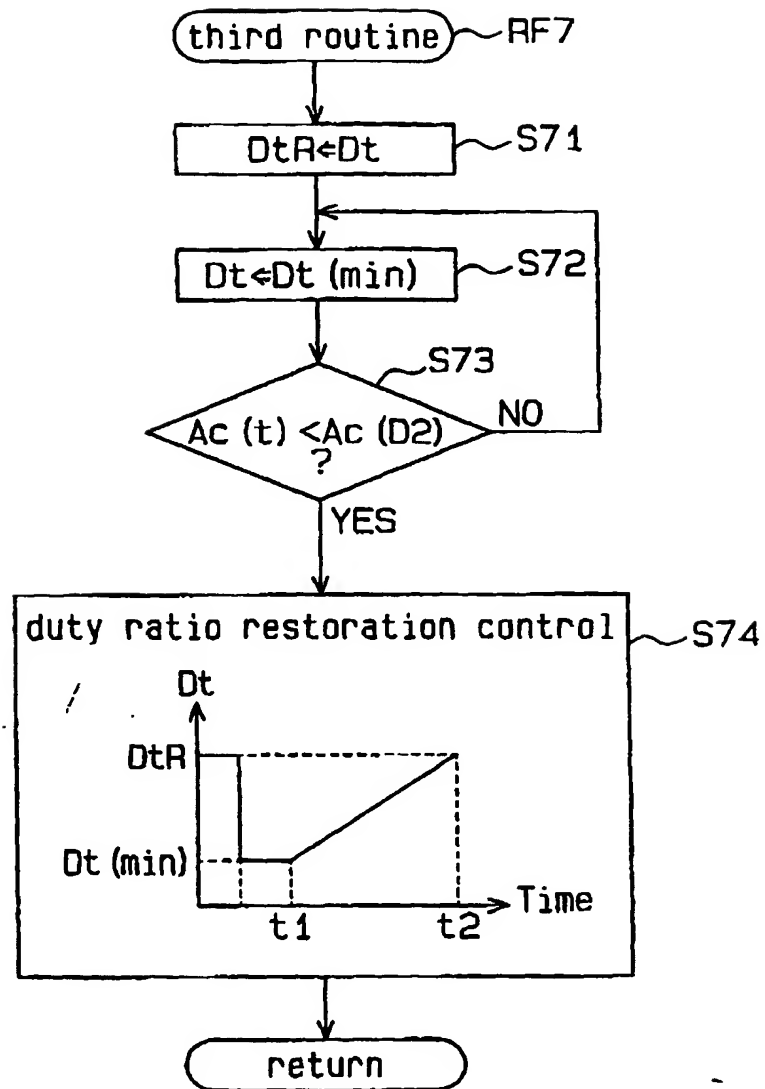 third routine
RF7
DtR⇐Dt
S71
Dt⇐Dt (min)
S72
S73
Ac (t) <Ac (D2)
?
NO
YES
duty ratio restoration control
S74
Dt
DtR
Dt (min)
t1
t2
Time
return